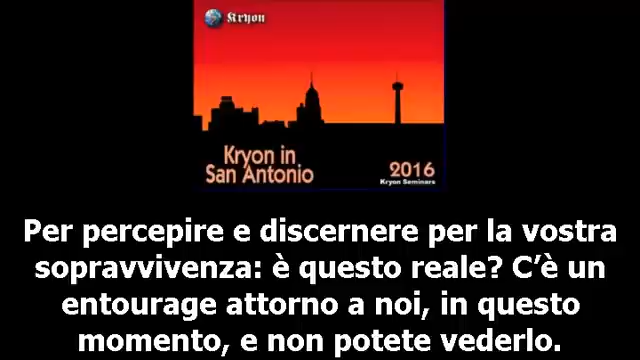 Kryon
Kryon in
San Antonio
2016
Kryon Seminars
Per percepire e discernere per la vostra
sopravvivenza: è questo reale? C’è un
entourage attorno a noi, in questo
momento, e non potete vederlo.